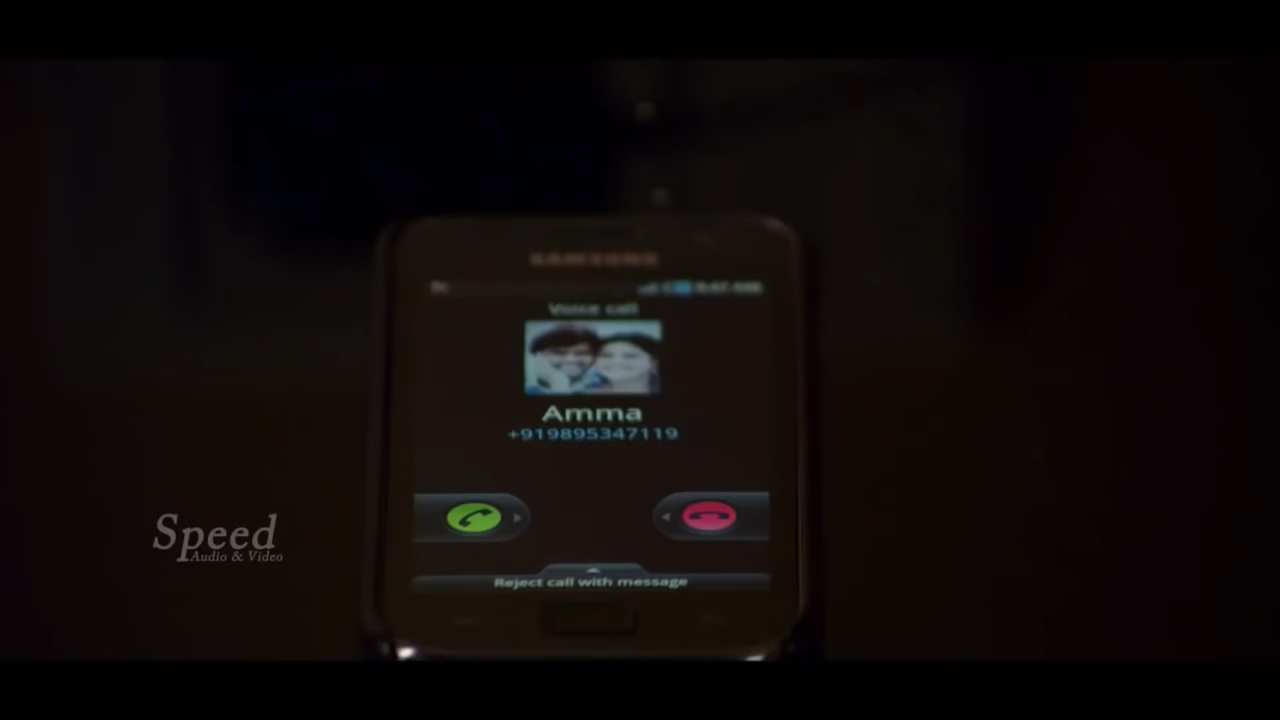 SAMSUNG
Voice call
Amma
+919895347119
Reject call with message
Speed
Audio & Video